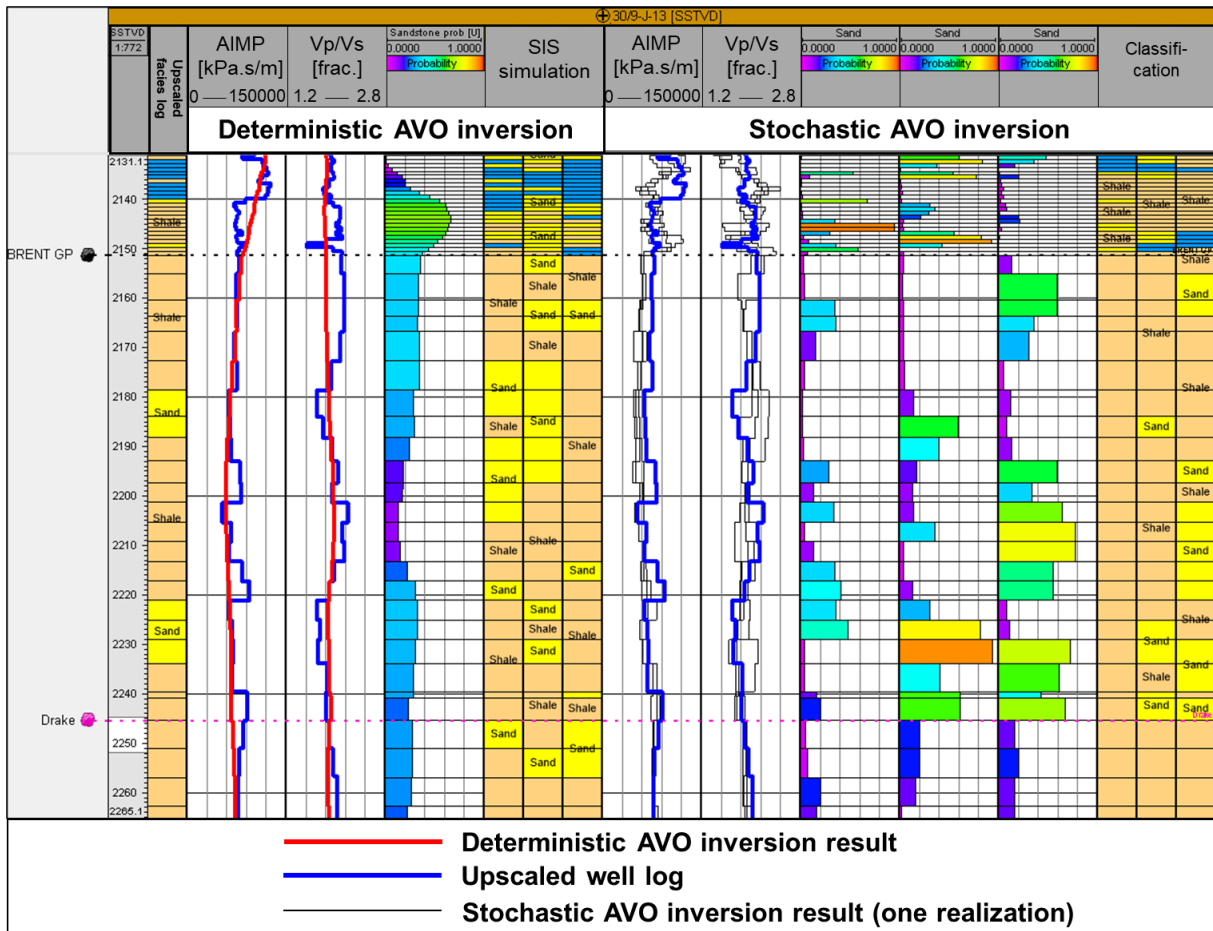 30/9-J-13 [SSTVD]
SSTVD
1:772
Upscaled
facies log
AIMP
[kPa.s/m]
0 — 150000
Vp/Vs
[frac.]
1.2 — 2.8
Sandstone prob [U]
0.0000 1.0000
Probability
SIS
simulation
AIMP
[kPa.s/m]
0 — 150000
Vp/Vs
[frac.]
1.2 — 2.8
Sand
0.0000 1.0000
Probability
Sand
0.0000 1.0000
Probability
Sand
0.0000 1.0000
Probability
Classifi-
cation
Deterministic AVO inversion
Stochastic AVO inversion
2131.1
2140
2150
2160
2170
2180
2190
2200
2210
2220
2230
2240
2250
2260
2265.1
BRENT GP
Drake
Shale
Shale
Sand
Shale
Sand
Shale
Sand
Shale
Sand
Shale
Sand
Shale
Sand
Sand
Sand
Sand
Shale
Sand
Shale
Sand
Shale
Sand
Shale
Sand
Shale
Sand
Shale
Sand
Shale
Sand
Shale
Shale
Sand
Shale
Shale
Shale
Shale
Shale
Shale
Shale
Sand
Shale
Sand
Shale
Sand
Shale
Shale
Sand
Shale
Sand
Shale
Sand
Shale
Sand
Sand
Drake
Deterministic AVO inversion result
Upscaled well log
Stochastic AVO inversion result (one realization)